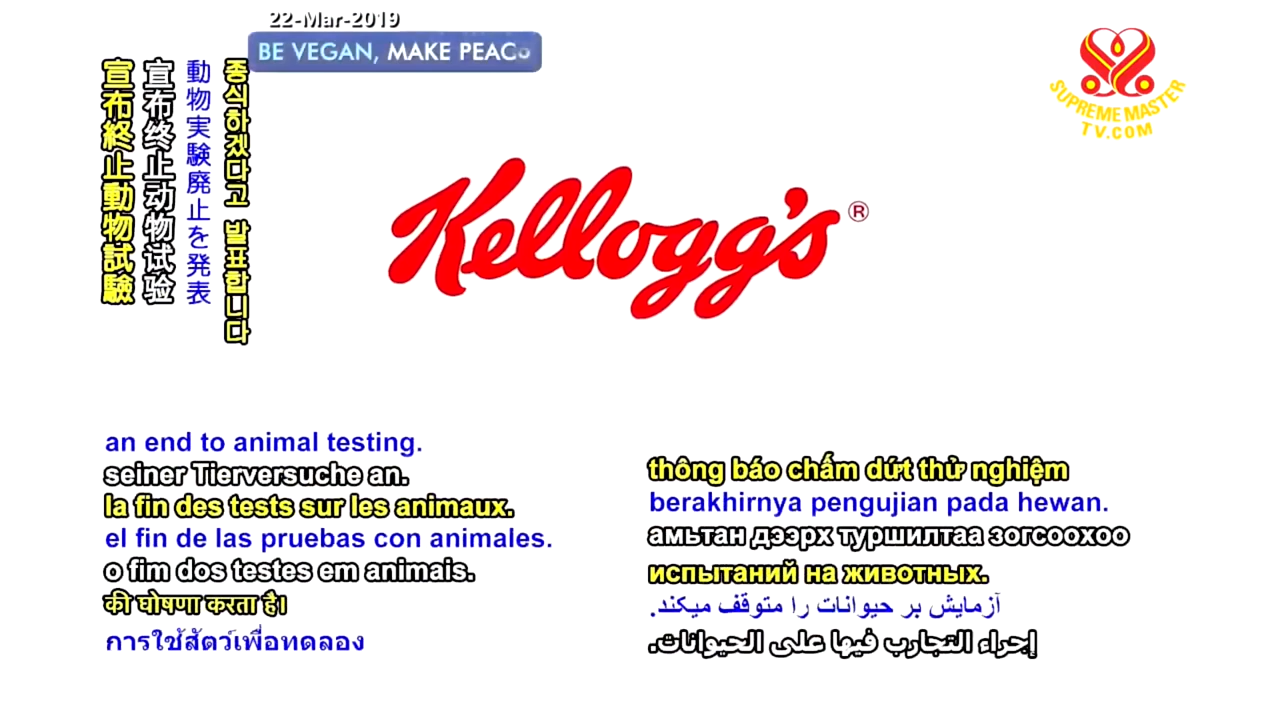 22-Mar-2019
BE VEGAN, MAKE PEAC
SUPREME MASTER
TV.COM
宣布終止動物試驗
宣布终止动物试验
動物実験廃止を発表
종식하겠다고 발표합니다
Kellogg's®
an end to animal testing.
seiner Tierversuche an.
la fin des tests sur les animaux.
el fin de las pruebas con animales.
o fim dos testes em animais.
की घोषणा करता है।
การใช้สัตว์เพื่อทดลอง
thông báo chấm dứt thử nghiệm
berakhirnya pengujian pada hewan.
амьтан дээрх туршилтаа зогсоохоо
испытаний на животных.
آزمایش بر حیوانات را متوقف میکند.
إجراء التجارب فيها على الحيوانات.